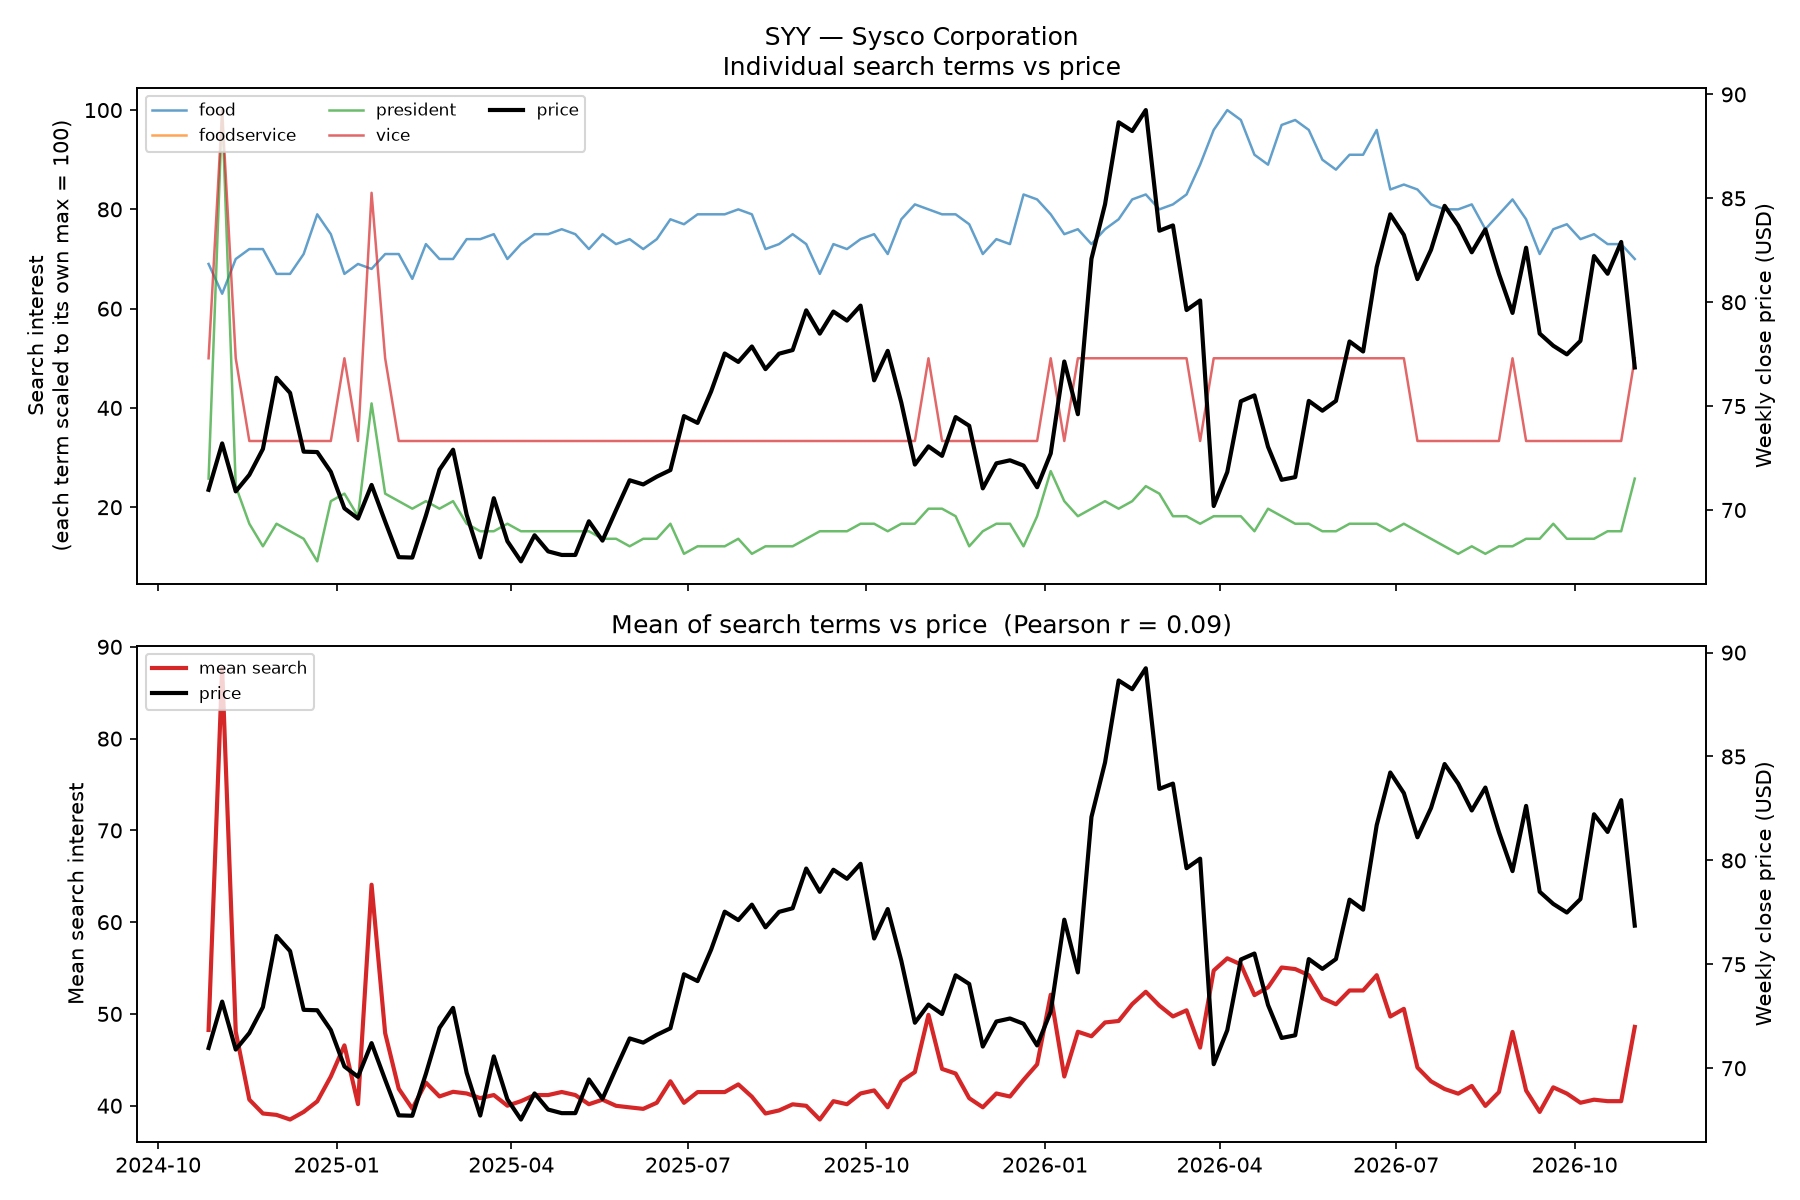 SYY — Sysco Corporation
Individual search terms vs price
food
foodservice
president
vice
price
100
80
60
40
20
Search interest
(each term scaled to its own max = 100)
90
85
80
75
70
Weekly close price (USD)
Mean of search terms vs price  (Pearson r = 0.09)
mean search
price
90
80
70
60
50
40
Mean search interest
90
85
80
75
70
Weekly close price (USD)
2024-10
2025-01
2025-04
2025-07
2025-10
2026-01
2026-04
2026-07
2026-10